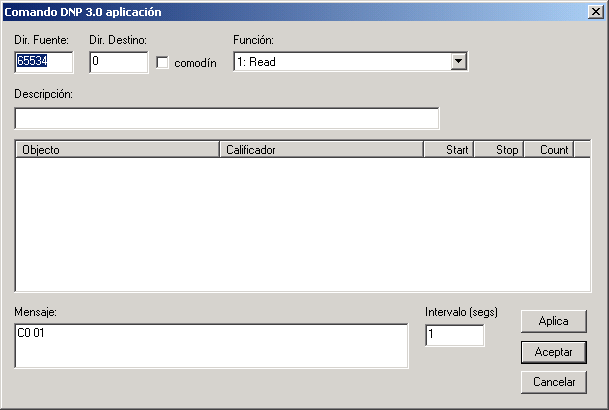 Comando DNP 3.0 aplicación
Dir. Fuente: Dir. Destino: Función:
65534 0 comodín 1: Read
Descripción:
Objecto Calificador Start Stop Count
Mensaje: Intervalo (segs)
C0 01 1
Aplica
Aceptar
Cancelar